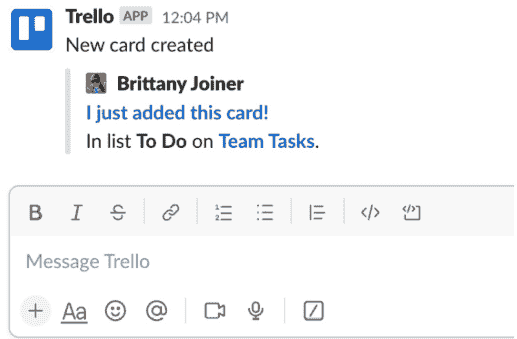 Trello APP 12:04 PM
New card created
Brittany Joiner
I just added this card!
In list To Do on Team Tasks.
B I S
Message Trello
+ Aa @